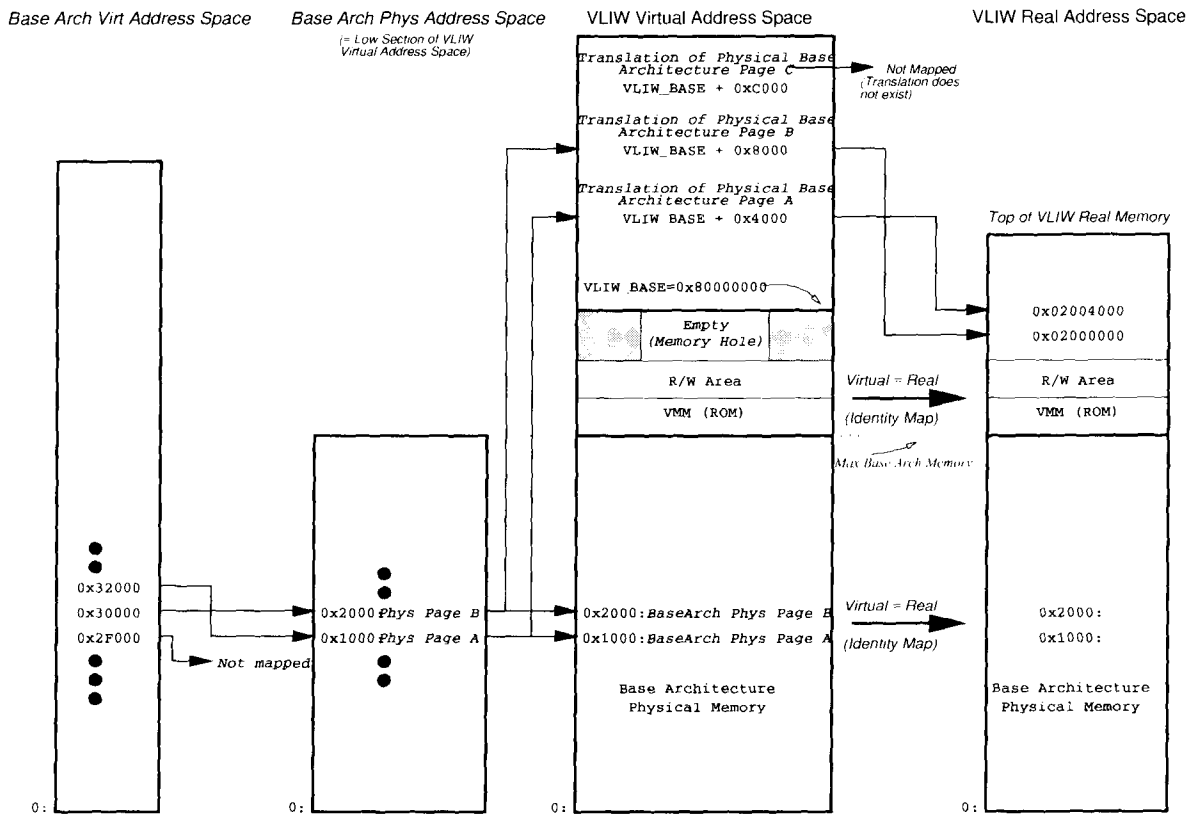 Base Arch Virt Address Space
Base Arch Phys Address Space
(= Low Section of VLIW
Virtual Address Space)
VLIW Virtual Address Space
VLIW Real Address Space
Translation of Physical Base
Architecture Page C
VLIW_BASE + 0xC000
Not Mapped
(Translation does
not exist)
Translation of Physical Base
Architecture Page B
VLIW_BASE + 0x8000
Translation of Physical Base
Architecture Page A
VLIW BASE + 0x4000
Top of VLIW Real Memory
VLIW_BASE=0x80000000
0x02004000
0x02000000
Empty
(Memory Hole)
R/W Area
VMM (ROM)
Virtual = Real
(Identity Map)
R/W Area
VMM (ROM)
Max Base Arch Memory
0x32000
0x30000
0x2F000
Not mapped
0x2000:Phys Page B
0x1000:Phys Page A
0x2000:BaseArch Phys Page B
0x1000:BaseArch Phys Page A
Virtual = Real
(Identity Map)
0x2000:
0x1000:
Base Architecture
Physical Memory
Base Architecture
Physical Memory
0:
0:
0:
0: